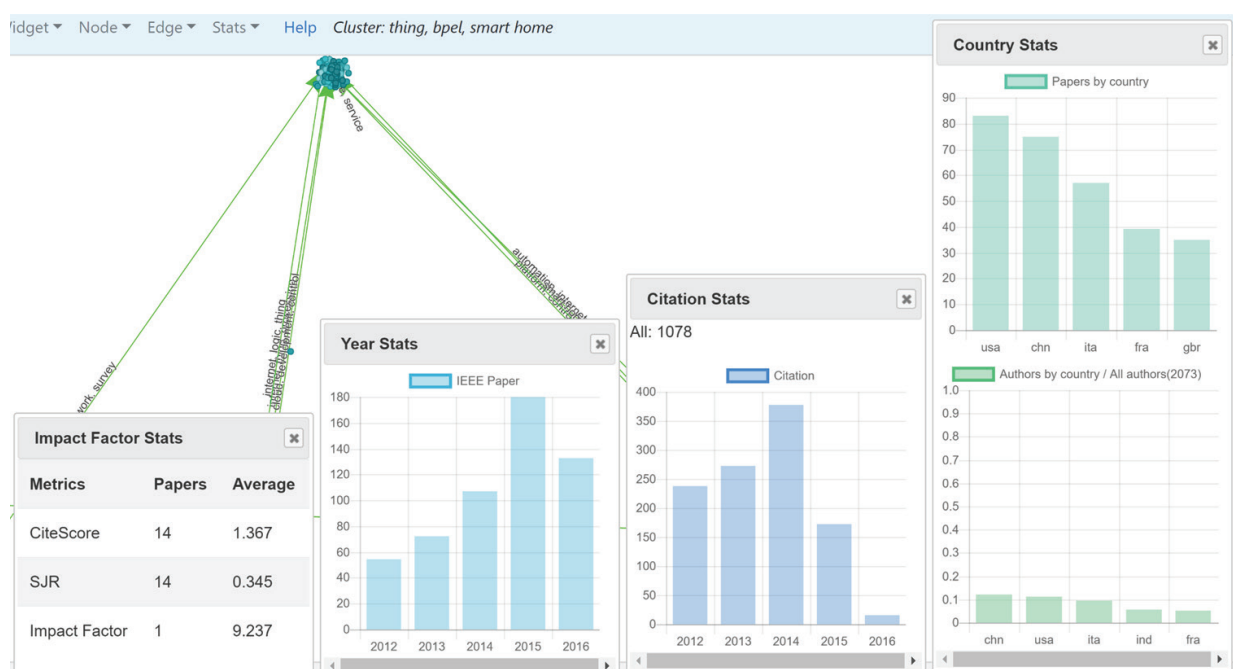 idget Node Edge Stats Help Cluster: thing, bpel, smart home
service
work, survey
internet, logic, thing
Impact Factor Stats
Metrics Papers Average
CiteScore 14 1.367
SJR 14 0.345
Impact Factor 1 9.237
Year Stats
IEEE Paper
180
160
140
120
100
80
60
40
20
0
2012 2013 2014 2015 2016
Citation Stats
All: 1078
Citation
400
350
300
250
200
150
100
50
0
2012 2013 2014 2015 2016
Country Stats
Papers by country
90
80
70
60
50
40
30
20
10
0
usa chn ita fra gbr
Authors by country / All authors(2073)
1.0
0.9
0.8
0.7
0.6
0.5
0.4
0.3
0.2
0.1
0
chn usa ita ind fra